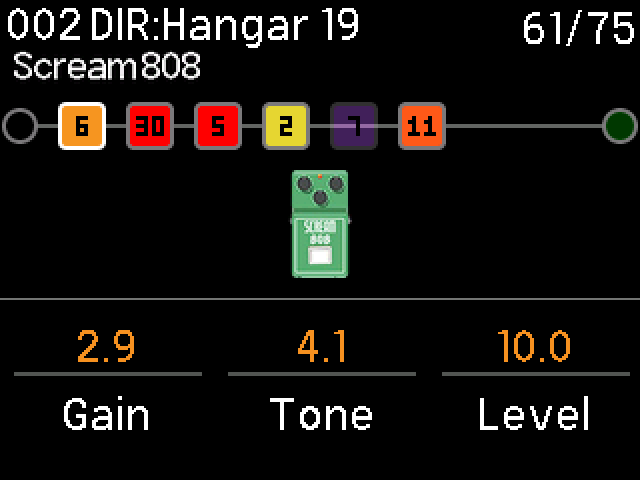 002 DIR:Hangar 19 61/75
Scream808
6 30 5 2 7 11
SCREAM
808
2.9 4.1 10.0
Gain Tone Level